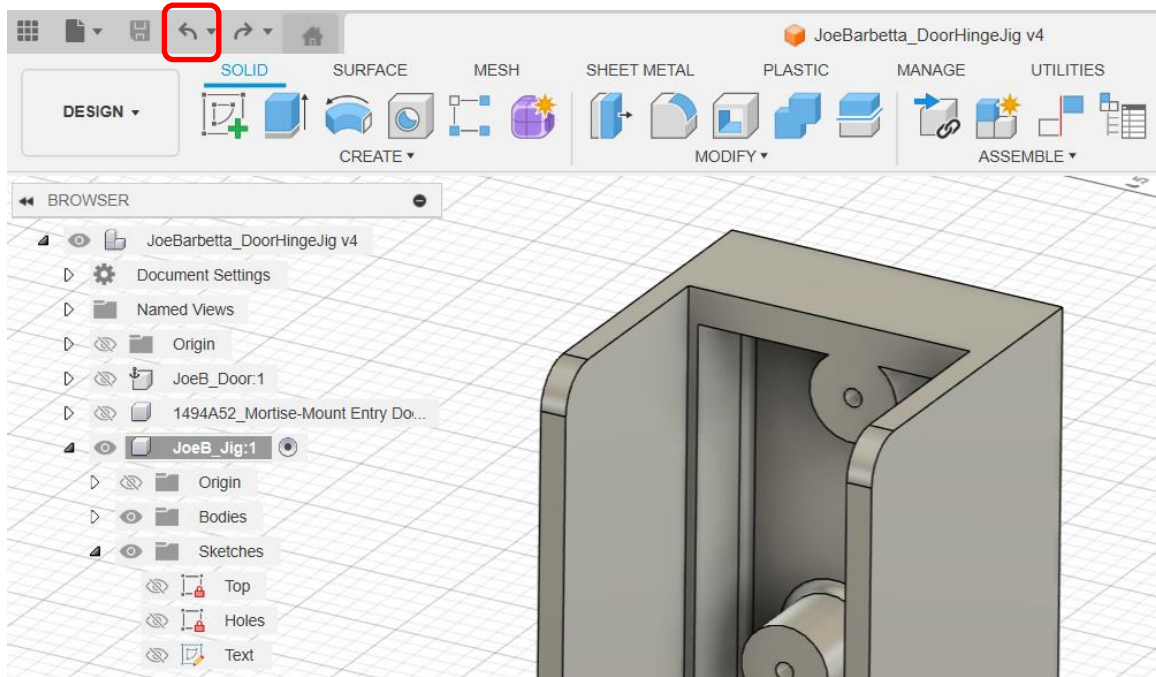 JoeBarbetta_DoorHingeJig v4
SOLID SURFACE MESH SHEET METAL PLASTIC MANAGE UTILITIES
DESIGN
CREATE MODIFY ASSEMBLE
BROWSER
JoeBarbetta_DoorHingeJig v4
Document Settings
Named Views
Origin
JoeB_Door:1
1494A52_Mortise-Mount Entry Do...
JoeB_Jig:1
Origin
Bodies
Sketches
Top
Holes
Text